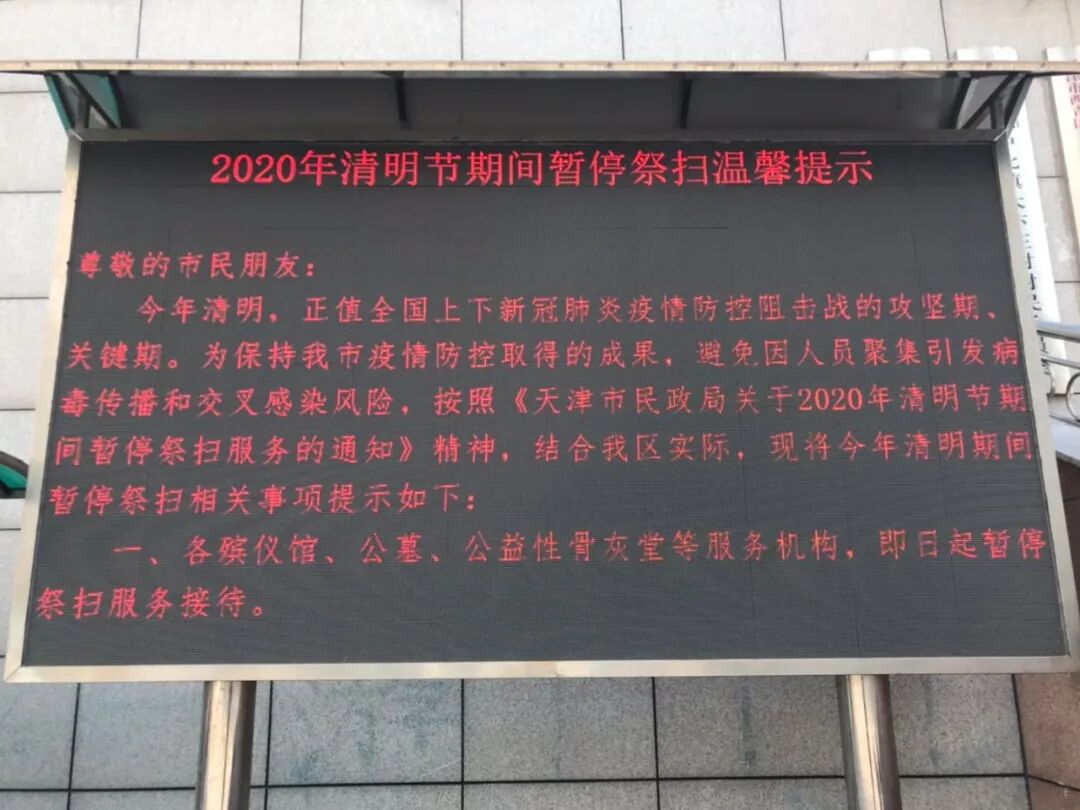 2020年清明节期间暂停祭扫温馨提示
尊敬的市民朋友：
今年清明，正值全国上下新冠肺炎疫情防控阻击战的攻坚期、
关键期。为保持我市疫情防控取得的成果，避免因人员聚集引发病
毒传播和交叉感染风险，按照《天津市民政局关于2020年清明节期
间暂停祭扫服务的通知》精神，结合我区实际，现将今年清明期间
暂停祭扫相关事项提示如下：
一、各殡仪馆、公墓、公益性骨灰堂等服务机构，即日起暂停
祭扫服务接待。